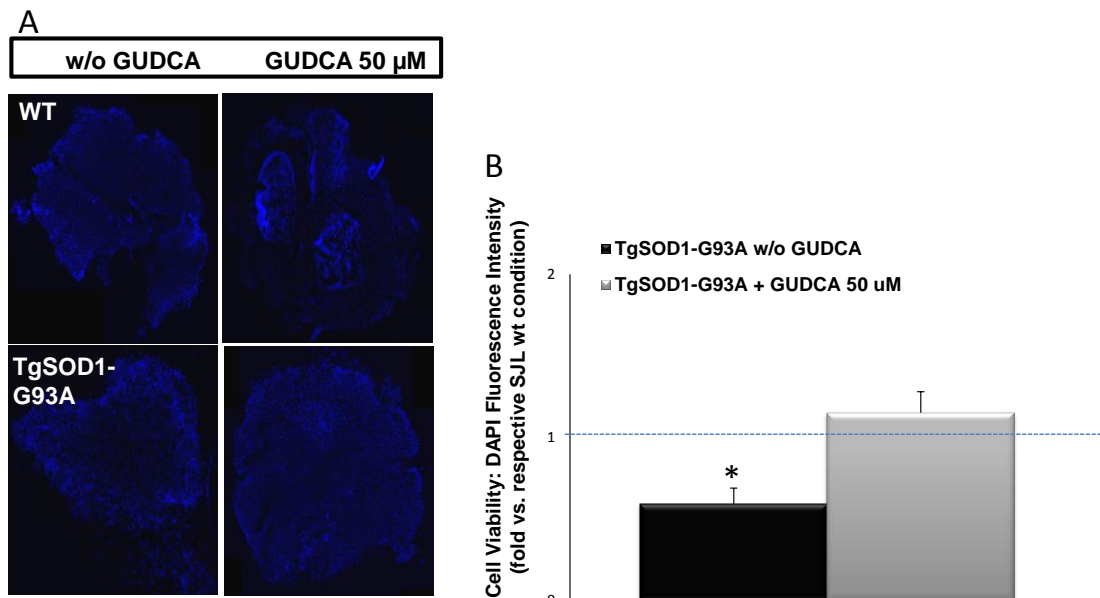 A
w/o GUDCA GUDCA 50 µM
WT
TgSOD1-
G93A
B
Cell Viability: DAPI Fluorescence Intensity
(fold vs. respective SJL wt condition)
TgSOD1-G93A w/o GUDCA
TgSOD1-G93A + GUDCA 50 uM
2
1
*
0